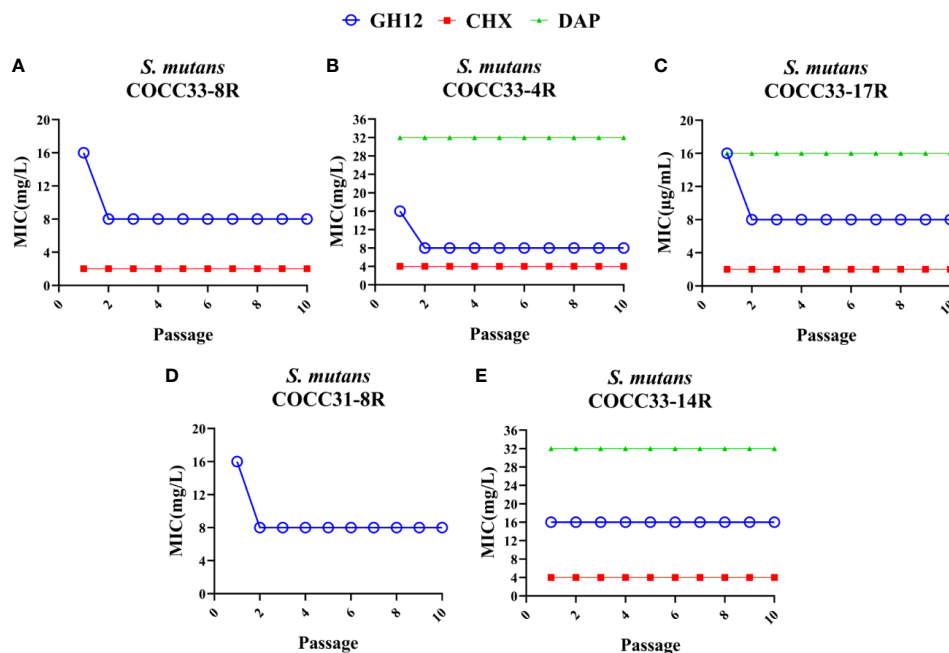 GH12 CHX DAP
A
S. mutans
COCC33-8R
MIC(mg/L)
20
16
12
8
4
0
0 2 4 6 8 10
Passage
B
S. mutans
COCC33-4R
MIC(mg/L)
36
32
28
24
20
16
12
8
4
0
0 2 4 6 8 10
Passage
C
S. mutans
COCC33-17R
MIC(μg/mL)
20
16
12
8
4
0
0 2 4 6 8 10
Passage
D
S. mutans
COCC31-8R
MIC(mg/L)
20
16
12
8
4
0
0 2 4 6 8 10
Passage
E
S. mutans
COCC33-14R
MIC(mg/L)
36
32
28
24
20
16
12
8
4
0
0 2 4 6 8 10
Passage